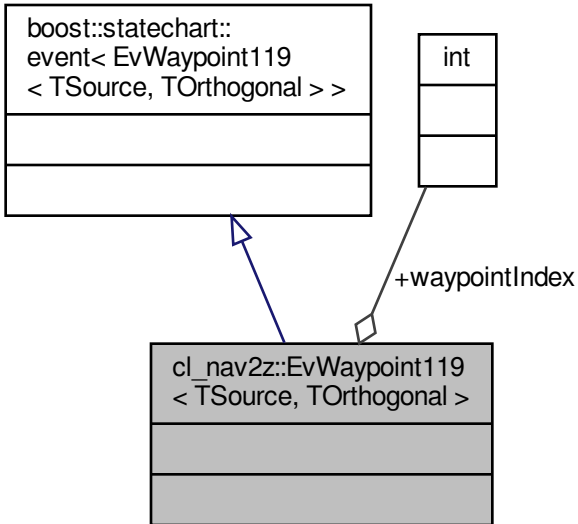 boost::statechart::
event< EvWaypoint119
< TSource, TOrthogonal > >
int
+waypointIndex
cl_nav2z::EvWaypoint119
< TSource, TOrthogonal >